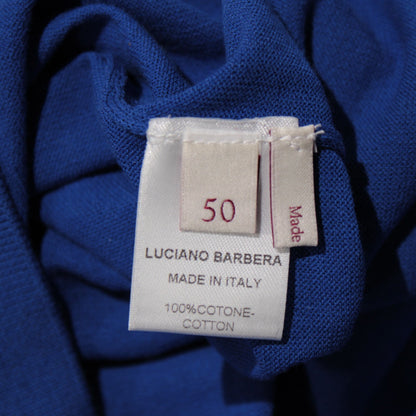 50
Made
LUCIANO BARBERA
MADE IN ITALY
100%COTONE-
COTTON